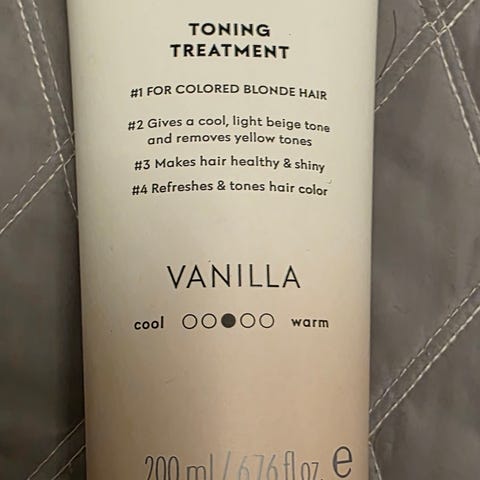 TONING
TREATMENT
#1 FOR COLORED BLONDE HAIR
#2 Gives a cool, light beige tone
and removes yellow tones
#3 Makes hair healthy & shiny
#4 Refreshes & tones hair color
VANILLA
cool ○○●○○ warm
200 ml / 6.76 fl oz. e